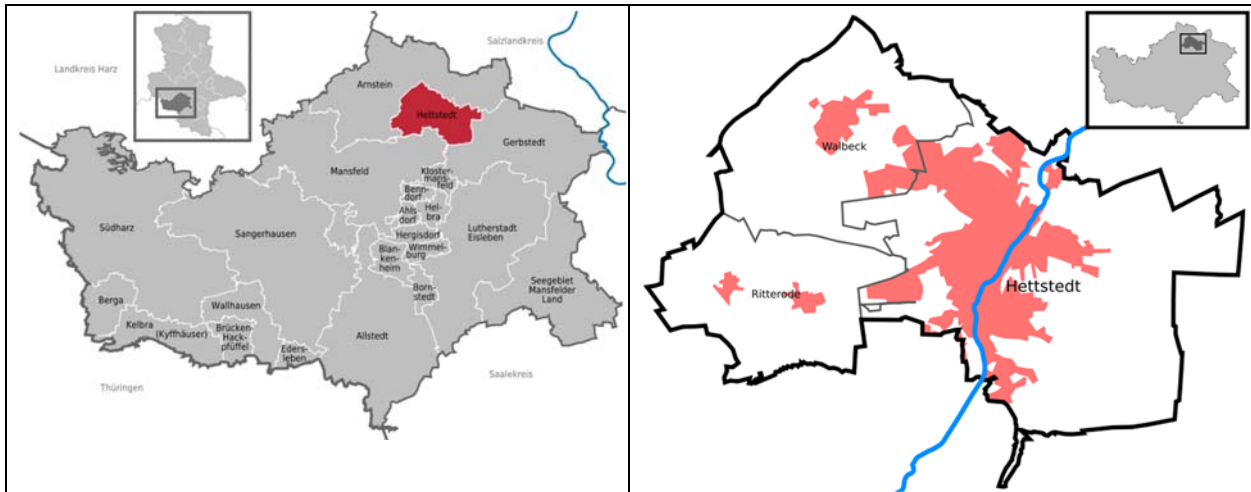 Salzlandkreis
Landkreis Harz
Arnstein
Hettstedt
Gerbstedt
Mansfeld
Kloster-
mans-
feld
Benn-
dorf
Ahls-
dorf
Hel-
bra
Südharz
Sangerhausen
Hergisdorf
Lutherstadt
Eisleben
Blan-
ken-
heim
Wimmel-
burg
Born-
stedt
Seegebiet
Mansfelder
Land
Berga
Wallhausen
Kelbra
(Kyffhäuser)
Brücken-
Hack-
pfüffel
Eders-
leben
Allstedt
Thüringen
Saalekreis
Walbeck
Ritterode
Hettstedt